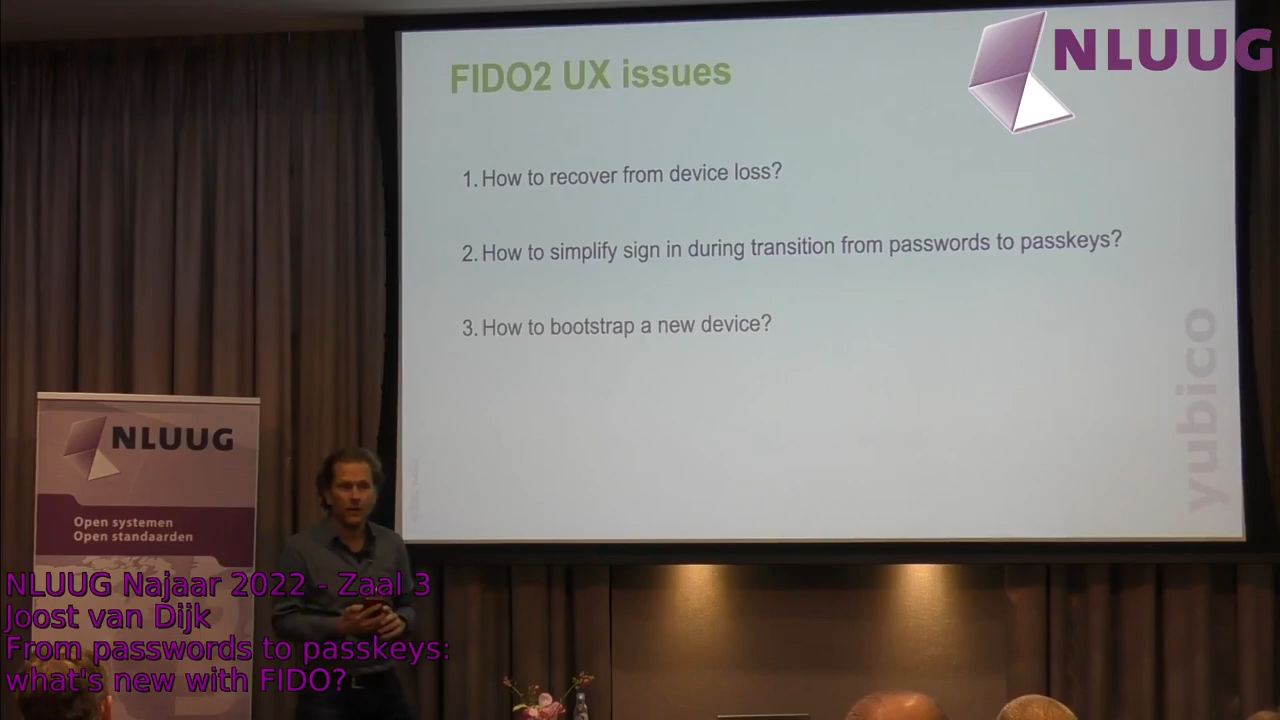 FIDO2 UX issues
NLUUG
1. How to recover from device loss?
2. How to simplify sign in during transition from passwords to passkeys?
3. How to bootstrap a new device?
yubico
NLUUG
Open systemen
Open standaarden
NLUUG Najaar 2022 - Zaal 3
Joost van Dijk
From passwords to passkeys:
what's new with FIDO?